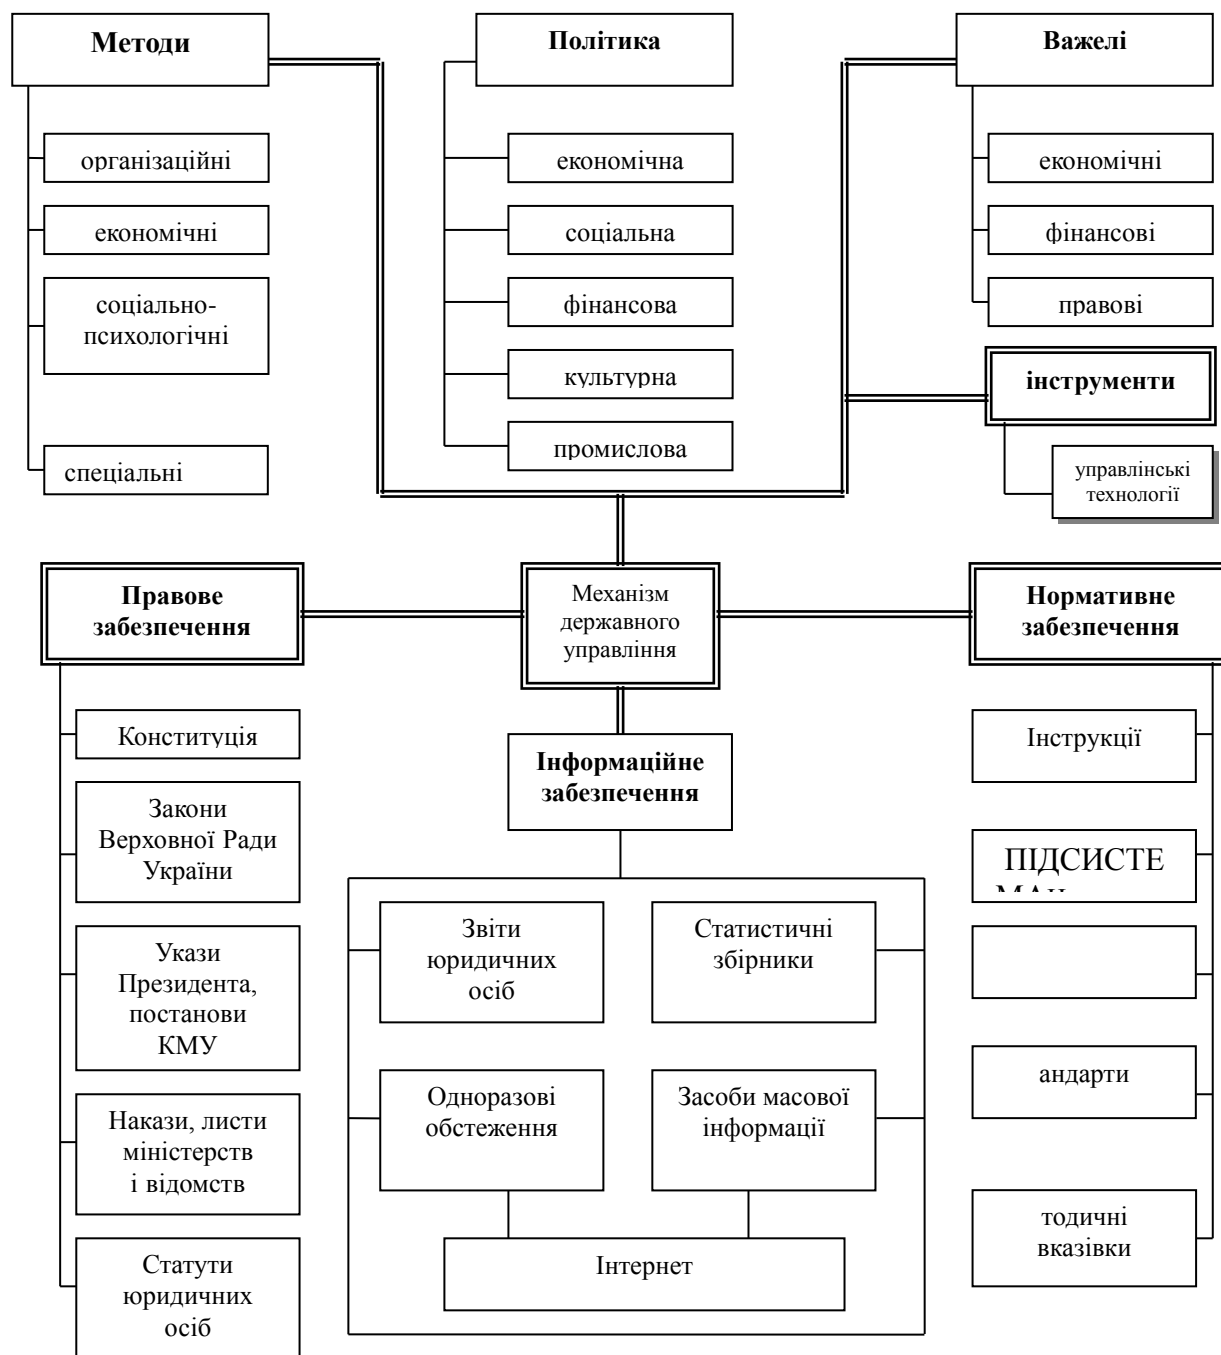 Методи
організаційні
економічні
соціально-
психологічні
спеціальні
Політика
економічна
соціальна
фінансова
культурна
промислова
Важелі
економічні
фінансові
правові
інструменти
управлінські
технології
Механізм
державного
управління
Правове
забезпечення
Конституція
Закони
Верховної Ради
України
Укази
Президента,
постанови
КМУ
Накази, листи
міністерств
і відомств
Статути
юридичних
осіб
Інформаційне
забезпечення
Звіти
юридичних
осіб
Статистичні
збірники
Одноразові
обстеження
Засоби масової
інформації
Інтернет
Нормативне
забезпечення
Інструкції
ПІДСИСТЕ
андарти
тодичні
вказівки